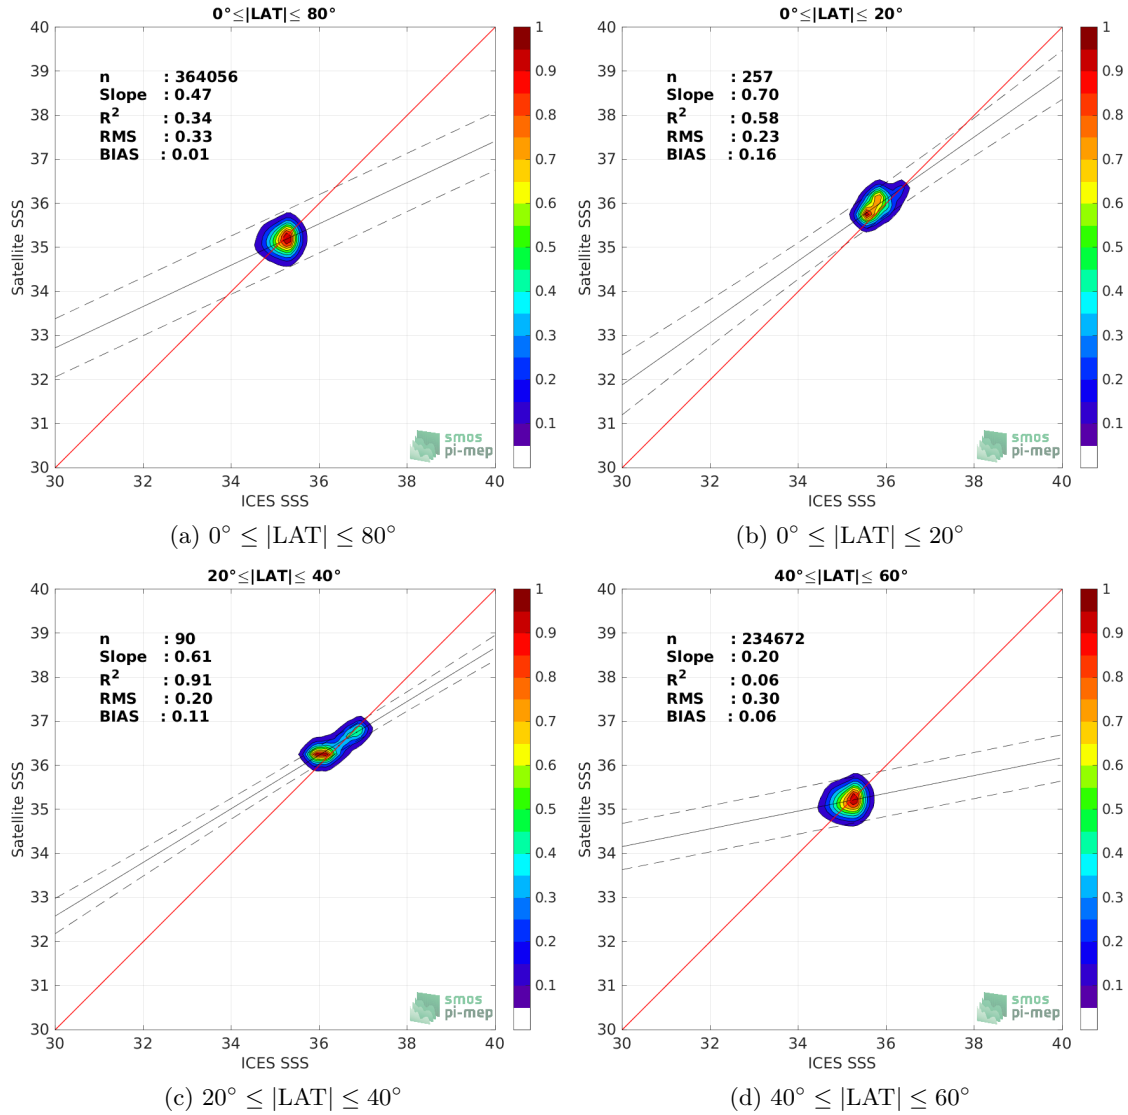 0°≤|LAT|≤ 80°
n : 364056
Slope : 0.47
R² : 0.34
RMS : 0.33
BIAS : 0.01
Satellite SSS
40
39
38
37
36
35
34
33
32
31
30
30 32 34 36 38 40
ICES SSS
1
0.9
0.8
0.7
0.6
0.5
0.4
0.3
0.2
0.1
smos
pi-mep
(a) 0° ≤ |LAT| ≤ 80°
0°≤|LAT|≤ 20°
n : 257
Slope : 0.70
R² : 0.58
RMS : 0.23
BIAS : 0.16
Satellite SSS
40
39
38
37
36
35
34
33
32
31
30
30 32 34 36 38 40
ICES SSS
1
0.9
0.8
0.7
0.6
0.5
0.4
0.3
0.2
0.1
smos
pi-mep
(b) 0° ≤ |LAT| ≤ 20°
20°≤|LAT|≤ 40°
n : 90
Slope : 0.61
R² : 0.91
RMS : 0.20
BIAS : 0.11
Satellite SSS
40
39
38
37
36
35
34
33
32
31
30
30 32 34 36 38 40
ICES SSS
1
0.9
0.8
0.7
0.6
0.5
0.4
0.3
0.2
0.1
smos
pi-mep
(c) 20° ≤ |LAT| ≤ 40°
40°≤|LAT|≤ 60°
n : 234672
Slope : 0.20
R² : 0.06
RMS : 0.30
BIAS : 0.06
Satellite SSS
40
39
38
37
36
35
34
33
32
31
30
30 32 34 36 38 40
ICES SSS
1
0.9
0.8
0.7
0.6
0.5
0.4
0.3
0.2
0.1
smos
pi-mep
(d) 40° ≤ |LAT| ≤ 60°